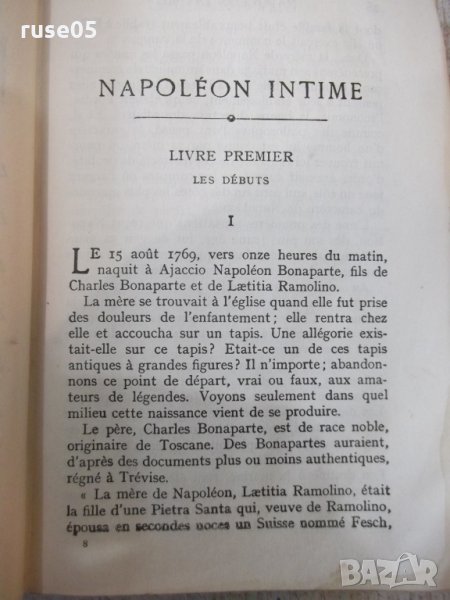 ruse05
NAPOLÉON INTIME
LIVRE PREMIER
LES DÉBUTS
I
LE 15 août 1769, vers onze heures du matin,
naquit à Ajaccio Napoléon Bonaparte, fils de
Charles Bonaparte et de Lætitia Ramolino.
La mère se trouvait à l'église quand elle fut prise
des douleurs de l'enfantement; elle rentra chez
elle et accoucha sur un tapis. Une allégorie exis-
tait-elle sur ce tapis? Etait-ce un de ces tapis
antiques à grandes figures? Il n'importe; abandon-
nons ce point de départ, vrai ou faux, aux ama-
teurs de légendes. Voyons seulement dans quel
milieu cette naissance vient de se produire.
Le père, Charles Bonaparte, est de race noble,
originaire de Toscane. Des Bonapartes auraient,
d'après des documents plus ou moins authentiques,
régné à Trévise.
« La mère de Napoléon, Lætitia Ramolino, était
la fille d'une Pietra Santa qui, veuve de Ramolino,
épousa en secondes noces un Suisse nommé Fesch,
8
BAZAR